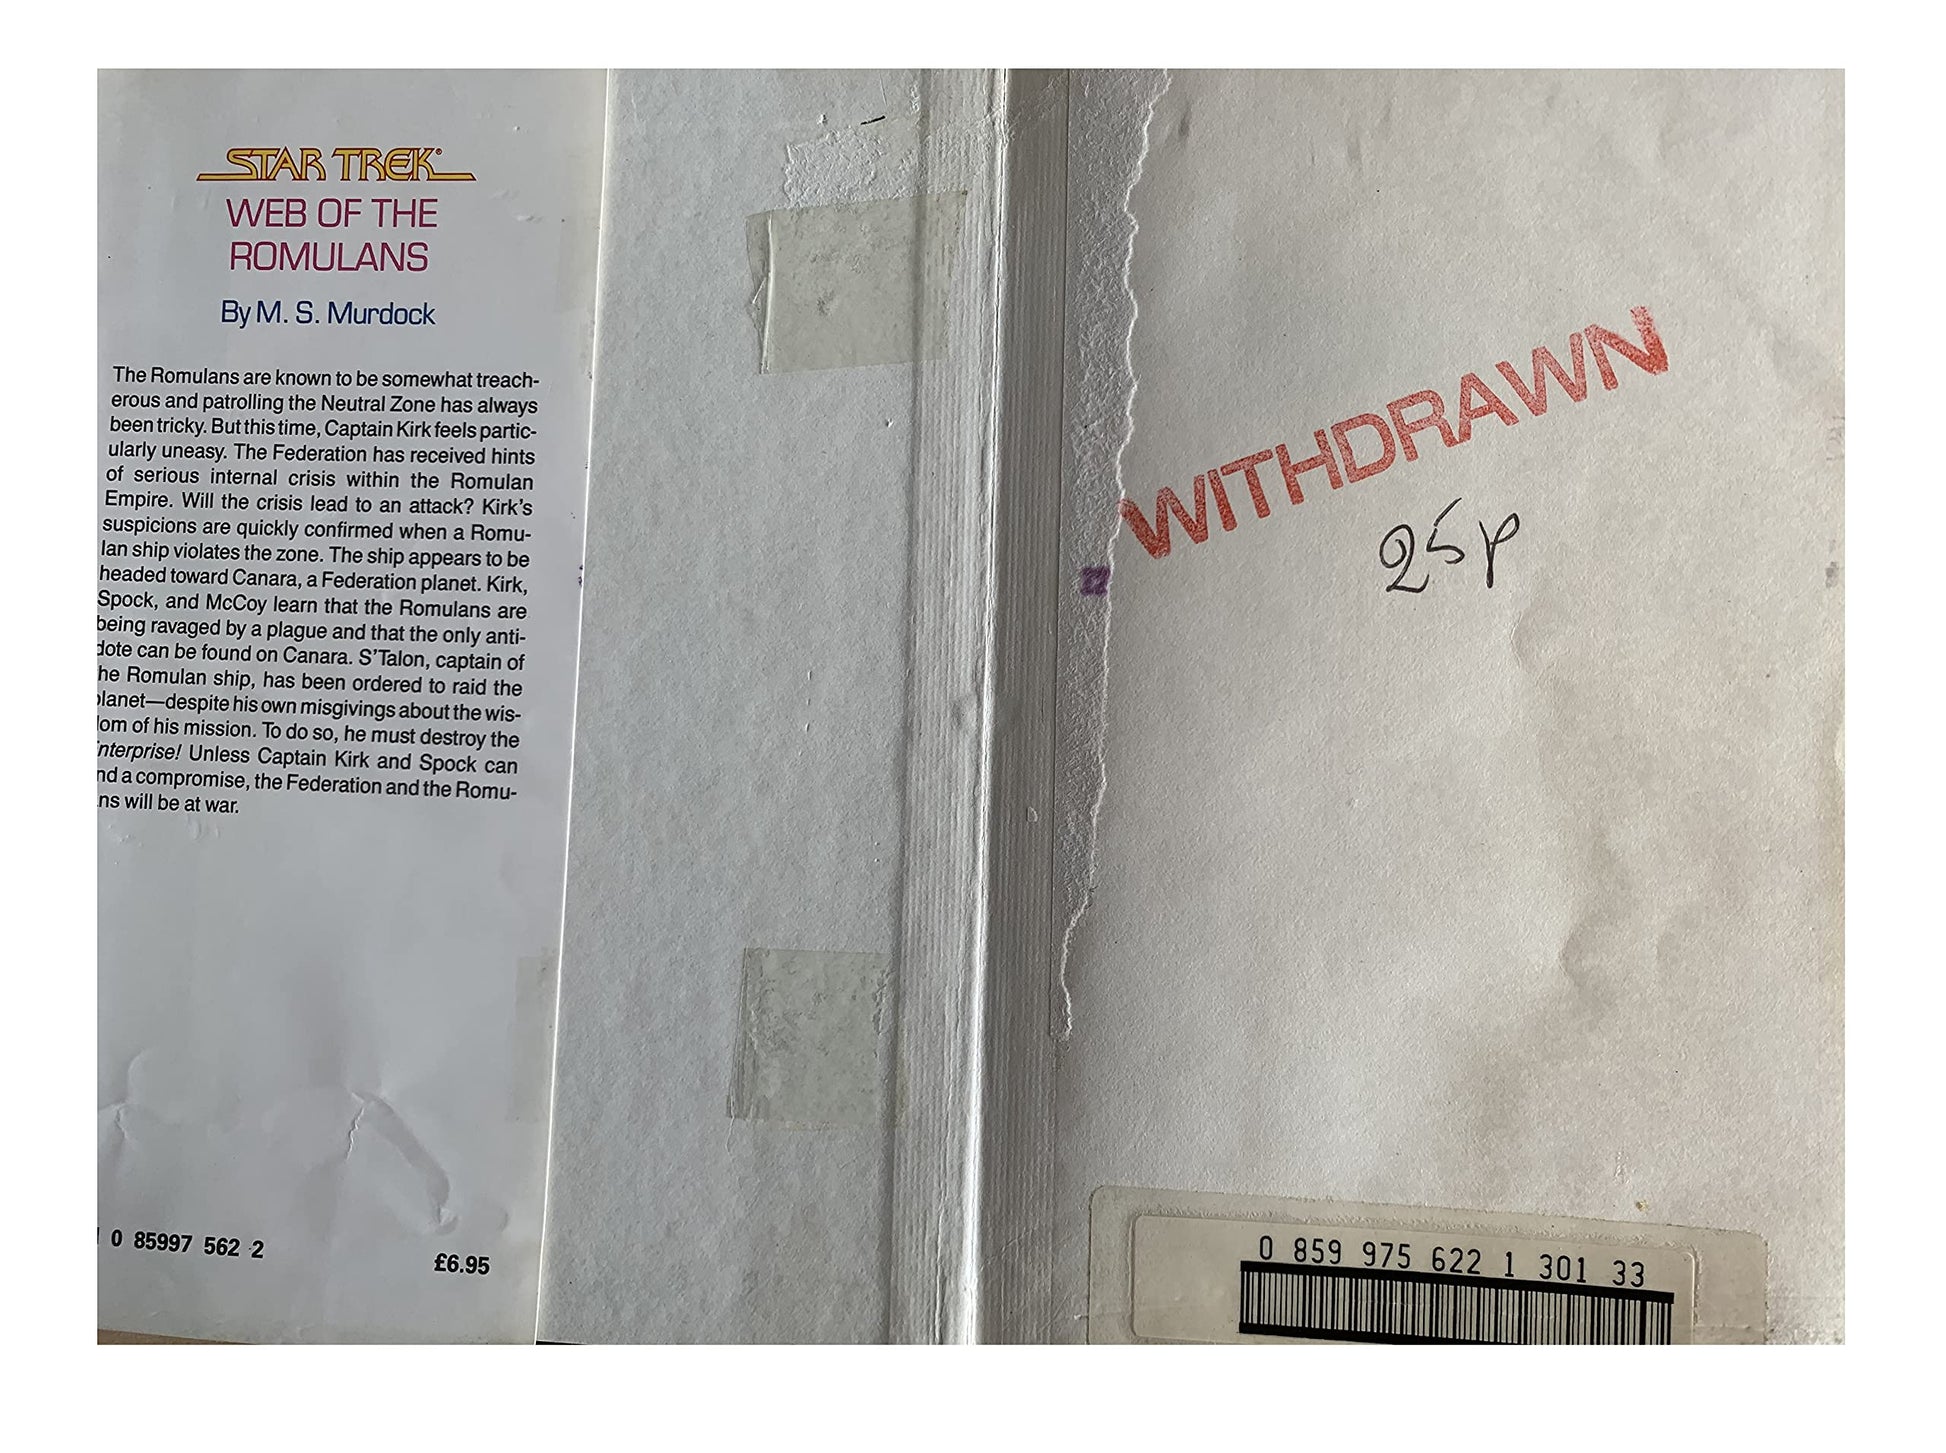 STAR TREK®
WEB OF THE
ROMULANS
By M. S. Murdock
The Romulans are known to be somewhat treach-
erous and patrolling the Neutral Zone has always
been tricky. But this time, Captain Kirk feels partic-
ularly uneasy. The Federation has received hints
of serious internal crisis within the Romulan
Empire. Will the crisis lead to an attack? Kirk's
suspicions are quickly confirmed when a Romu-
lan ship violates the zone. The ship appears to be
headed toward Canara, a Federation planet. Kirk,
Spock, and McCoy learn that the Romulans are
being ravaged by a plague and that the only anti-
dote can be found on Canara. S'Talon, captain of
he Romulan ship, has been ordered to raid the
planet—despite his own misgivings about the wis-
dom of his mission. To do so, he must destroy the
nterprise! Unless Captain Kirk and Spock can
nd a compromise, the Federation and the Romu-
ns will be at war.
0 85997 562 2
£6.95
WITHDRAWN
25p
0 859 975 622 1 301 33